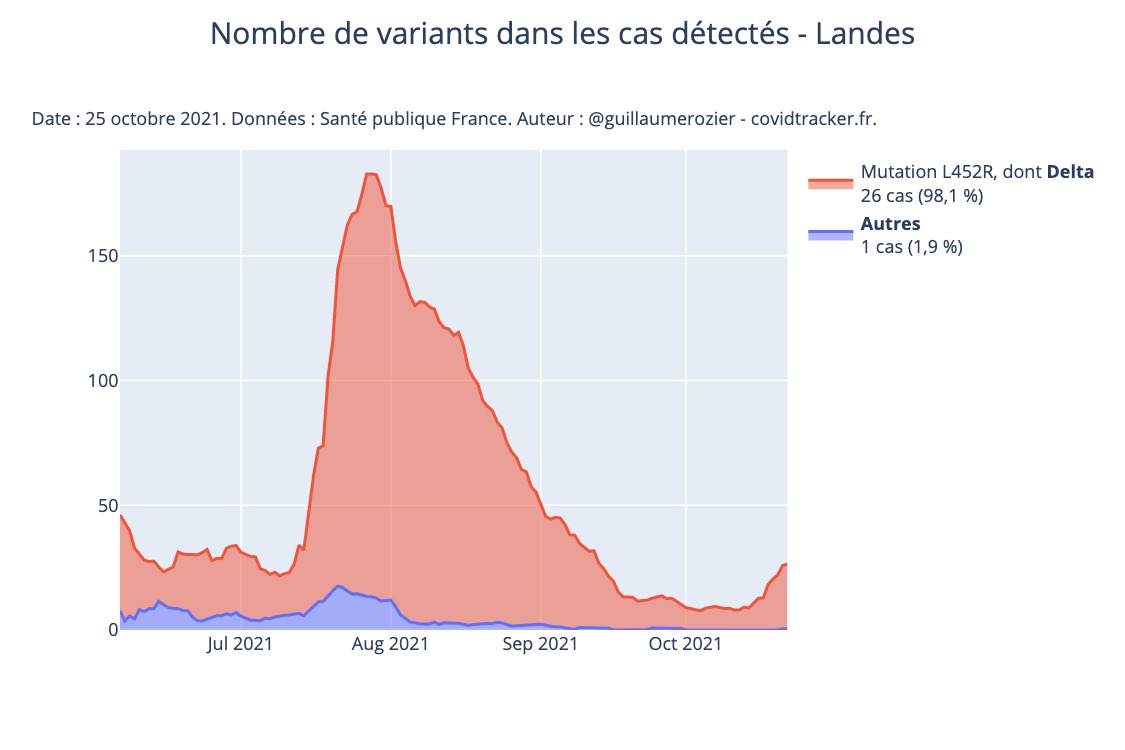 Nombre de variants dans les cas détectés - Landes
Date : 25 octobre 2021. Données : Santé publique France. Auteur : @guillaumerozier - covidtracker.fr.
Mutation L452R, dont Delta
26 cas (98,1 %)
Autres
1 cas (1,9 %)
150
100
50
0
Jul 2021
Aug 2021
Sep 2021
Oct 2021